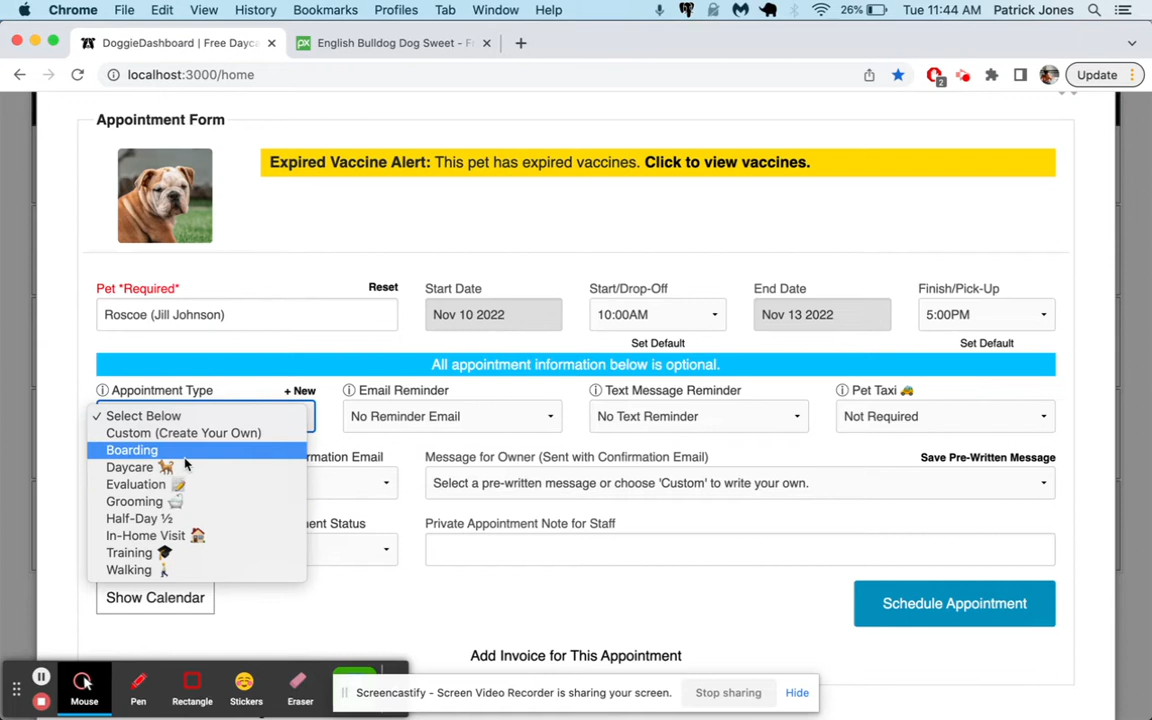 Chrome File Edit View History Bookmarks Profiles Tab Window Help 26% Tue 11:44 AM Patrick Jones
DoggieDashboard | Free Dayca English Bulldog Dog Sweet - F
localhost:3000/home 2 Update
Appointment Form
Expired Vaccine Alert: This pet has expired vaccines. Click to view vaccines.
Pet *Required* Reset Start Date Start/Drop-Off End Date Finish/Pick-Up
Roscoe (Jill Johnson) Nov 10 2022 10:00AM Nov 13 2022 5:00PM
Set Default Set Default
All appointment information below is optional.
Appointment Type + New Email Reminder Text Message Reminder Pet Taxi 🚕
✓ Select Below No Reminder Email No Text Reminder Not Required
Custom (Create Your Own)
Boarding
rmation Email Message for Owner (Sent with Confirmation Email) Save Pre-Written Message
Daycare 🐕
Evaluation 📝 Select a pre-written message or choose 'Custom' to write your own.
Grooming 🛁
Half-Day ½
nent Status Private Appointment Note for Staff
In-Home Visit 🏠
Training 🎓
Walking 🚶
Show Calendar Schedule Appointment
Add Invoice for This Appointment
Mouse Pen Rectangle Stickers Eraser
Screencastify - Screen Video Recorder is sharing your screen. Stop sharing Hide